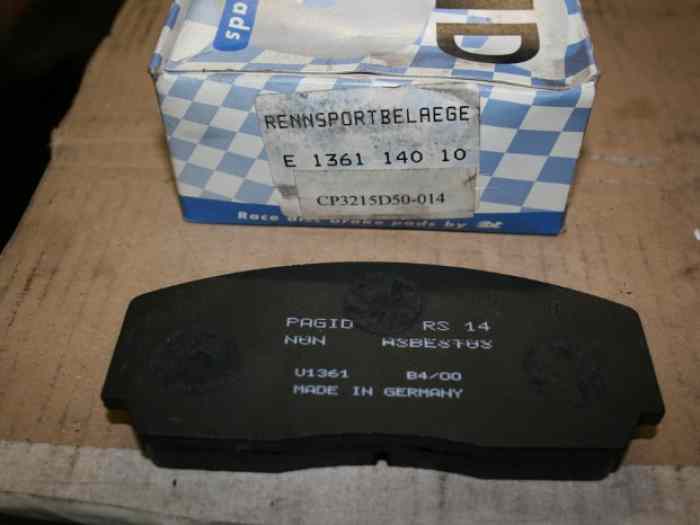 RENNSPORTBELAEGE
E 1361 140 10
CP3215D50-014
Race disc brake pads by
PAGID RS 14
NON ASBESTOS
U1361 B4/00
MADE IN GERMANY